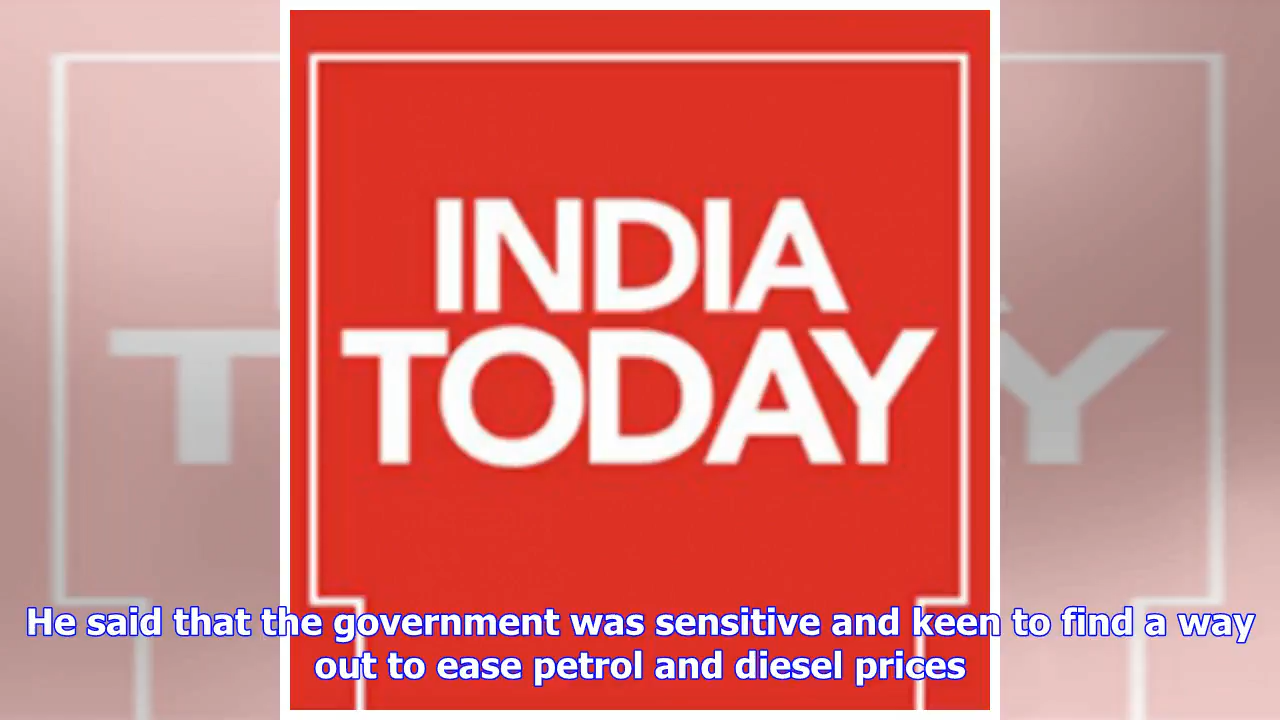 INDIA
TODAY
He said that the government was sensitive and keen to find a way
out to ease petrol and diesel prices